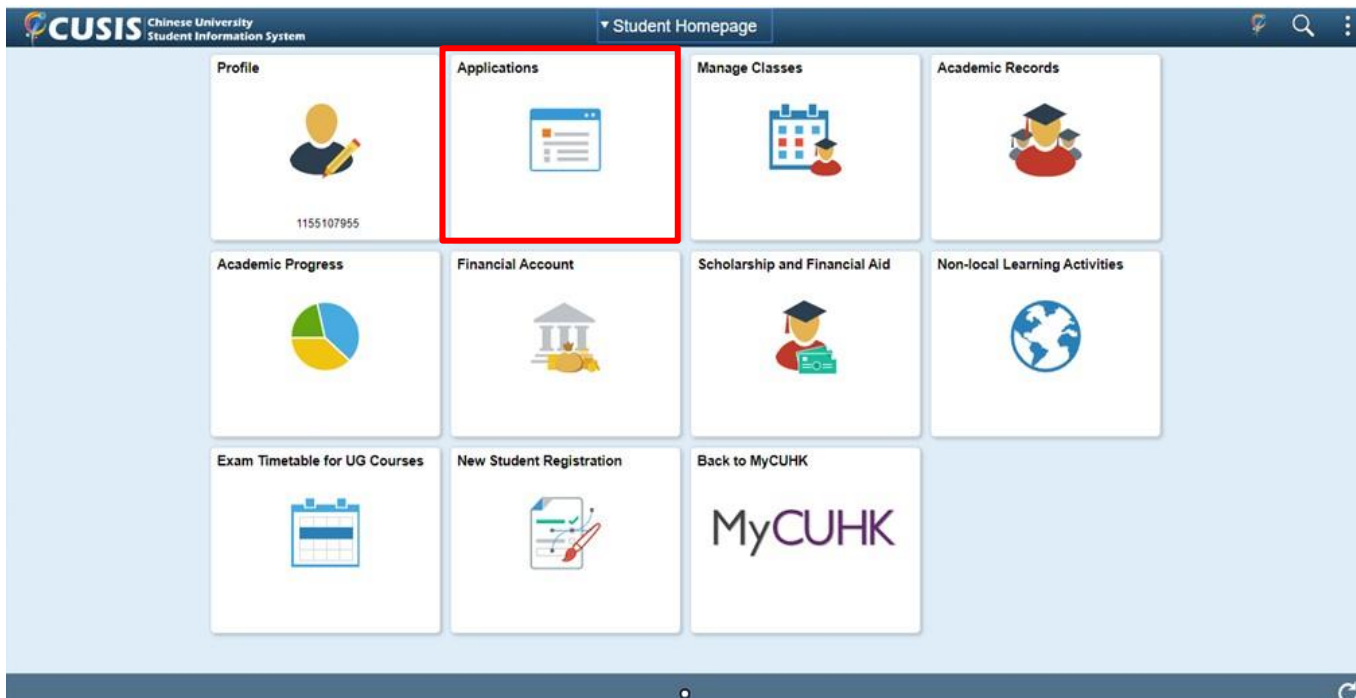 CUSIS Chinese University
Student Information System
Student Homepage
Profile
Applications
Manage Classes
Academic Records
1155107955
Academic Progress
Financial Account
Scholarship and Financial Aid
Non-local Learning Activities
Exam Timetable for UG Courses
New Student Registration
Back to MyCUHK
MyCUHK